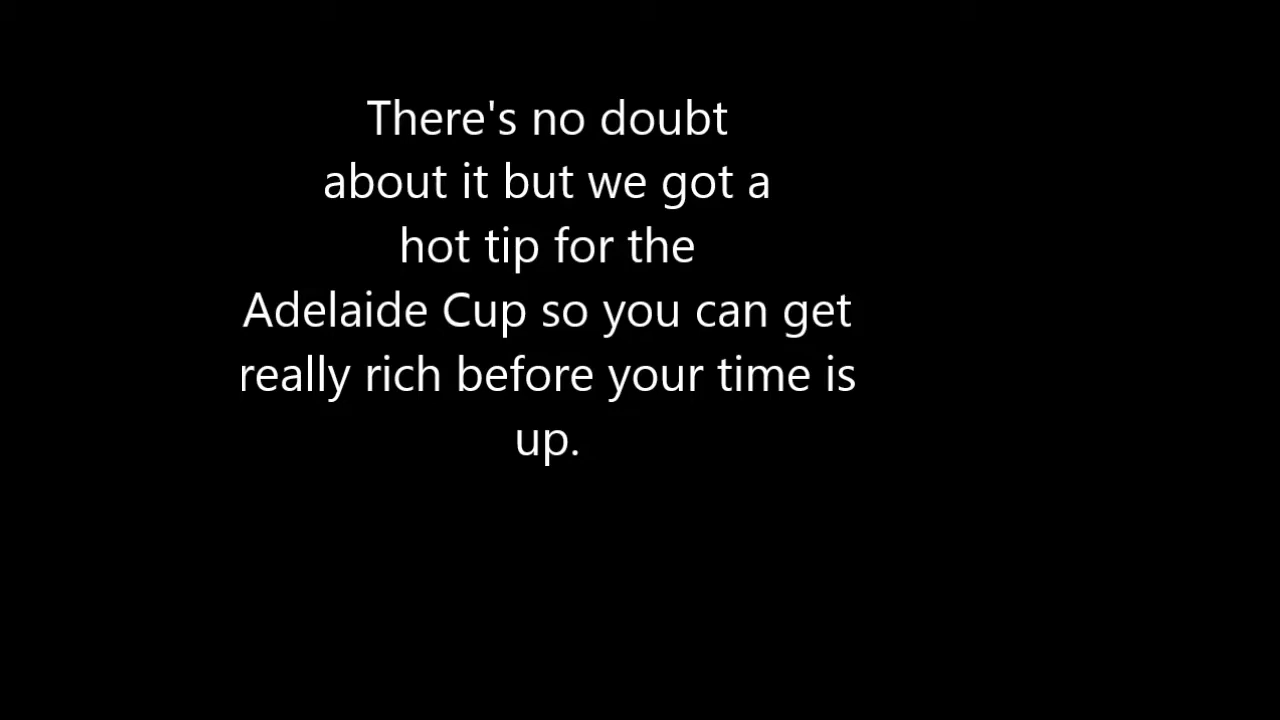 There's no doubt
about it but we got a
hot tip for the
Adelaide Cup so you can get
really rich before your time is
up.